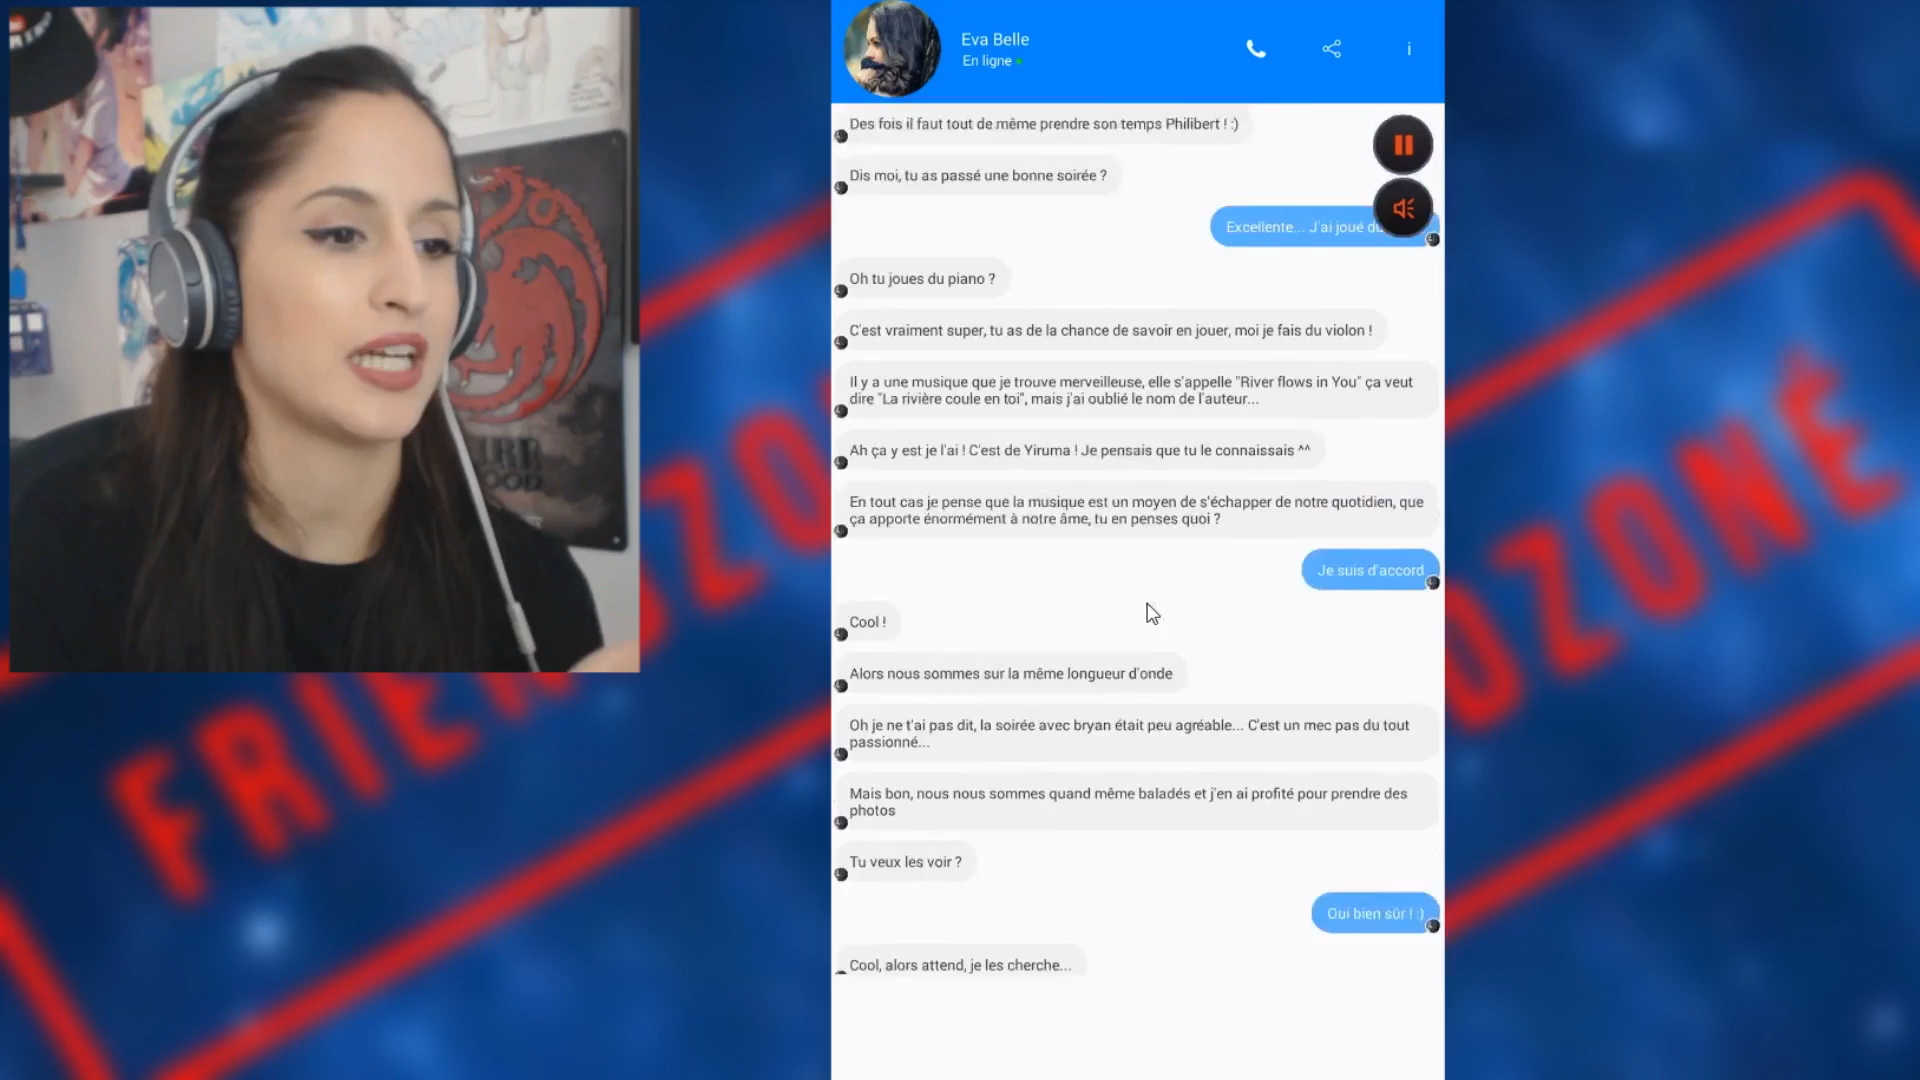 Eva Belle
En ligne
i
Des fois il faut tout de même prendre son temps Philibert ! :)
Dis moi, tu as passé une bonne soirée ?
Excellente... J'ai joué du
Oh tu joues du piano ?
C'est vraiment super, tu as de la chance de savoir en jouer, moi je fais du violon !
Il y a une musique que je trouve merveilleuse, elle s'appelle "River flows in You" ça veut
dire "La rivière coule en toi", mais j'ai oublié le nom de l'auteur...
Ah ça y est je l'ai ! C'est de Yiruma ! Je pensais que tu le connaissais ^^
En tout cas je pense que la musique est un moyen de s'échapper de notre quotidien, que
ça apporte énormément à notre âme, tu en penses quoi ?
Je suis d'accord
Cool !
Alors nous sommes sur la même longueur d'onde
Oh je ne t'ai pas dit, la soirée avec bryan était peu agréable... C'est un mec pas du tout
passionné...
Mais bon, nous nous sommes quand même baladés et j'en ai profité pour prendre des
photos
Tu veux les voir ?
Oui bien sûr ! :)
Cool, alors attend, je les cherche...
FRIENDZO
OZONE